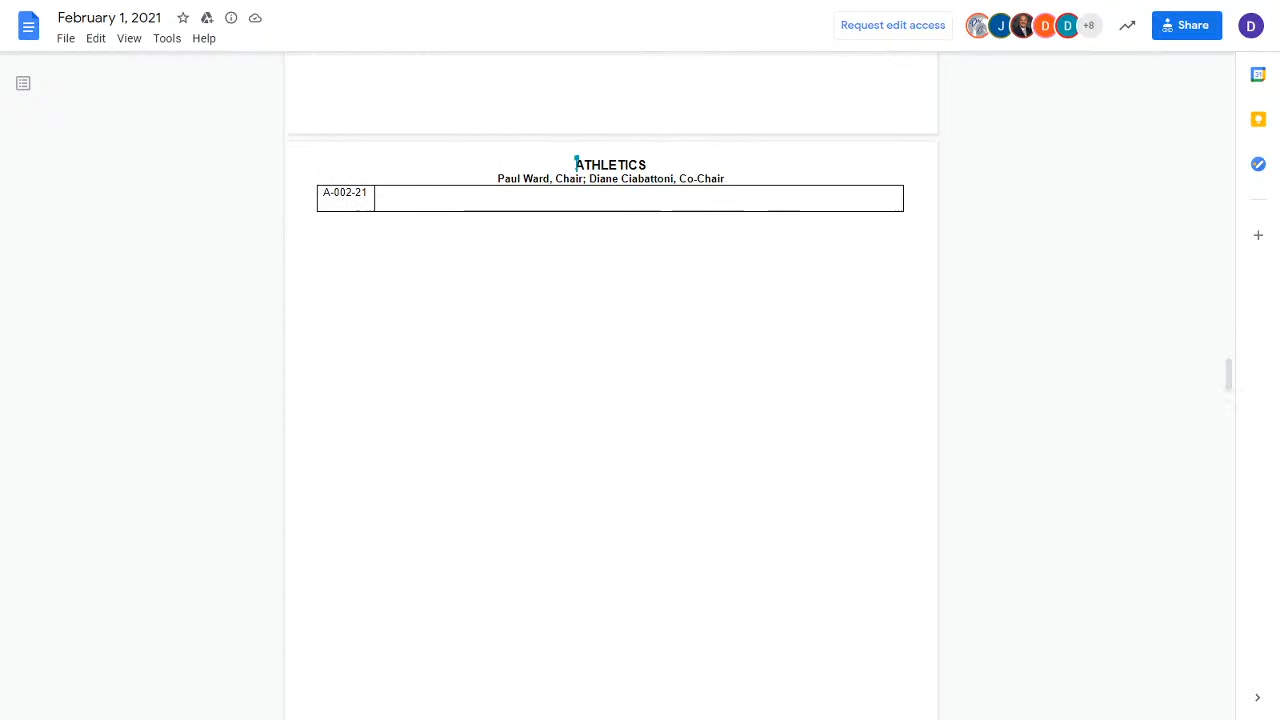 February 1, 2021
File Edit View Tools Help
Request edit access
J
D
D
+8
Share
D
31
ATHLETICS
Paul Ward, Chair; Diane Ciabattoni, Co-Chair
A-002-21